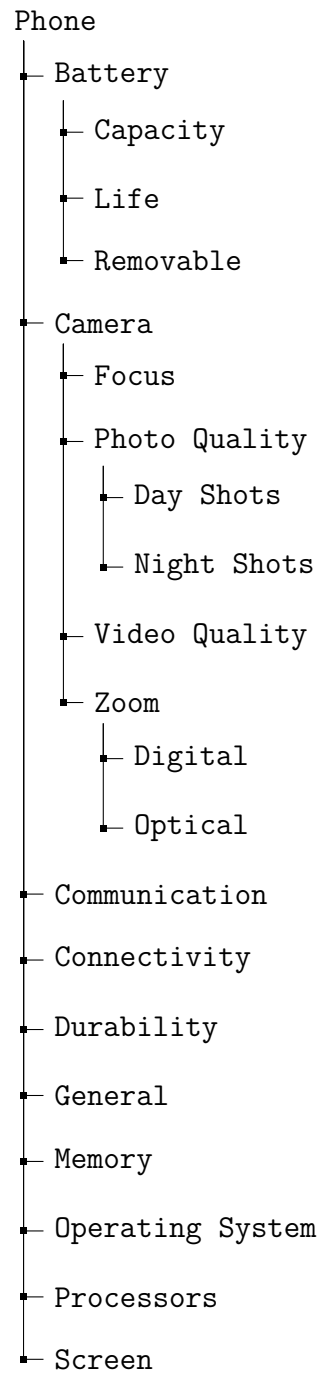 Phone
Battery
Capacity
Life
Removable
Camera
Focus
Photo Quality
Day Shots
Night Shots
Video Quality
Zoom
Digital
Optical
Communication
Connectivity
Durability
General
Memory
Operating System
Processors
Screen